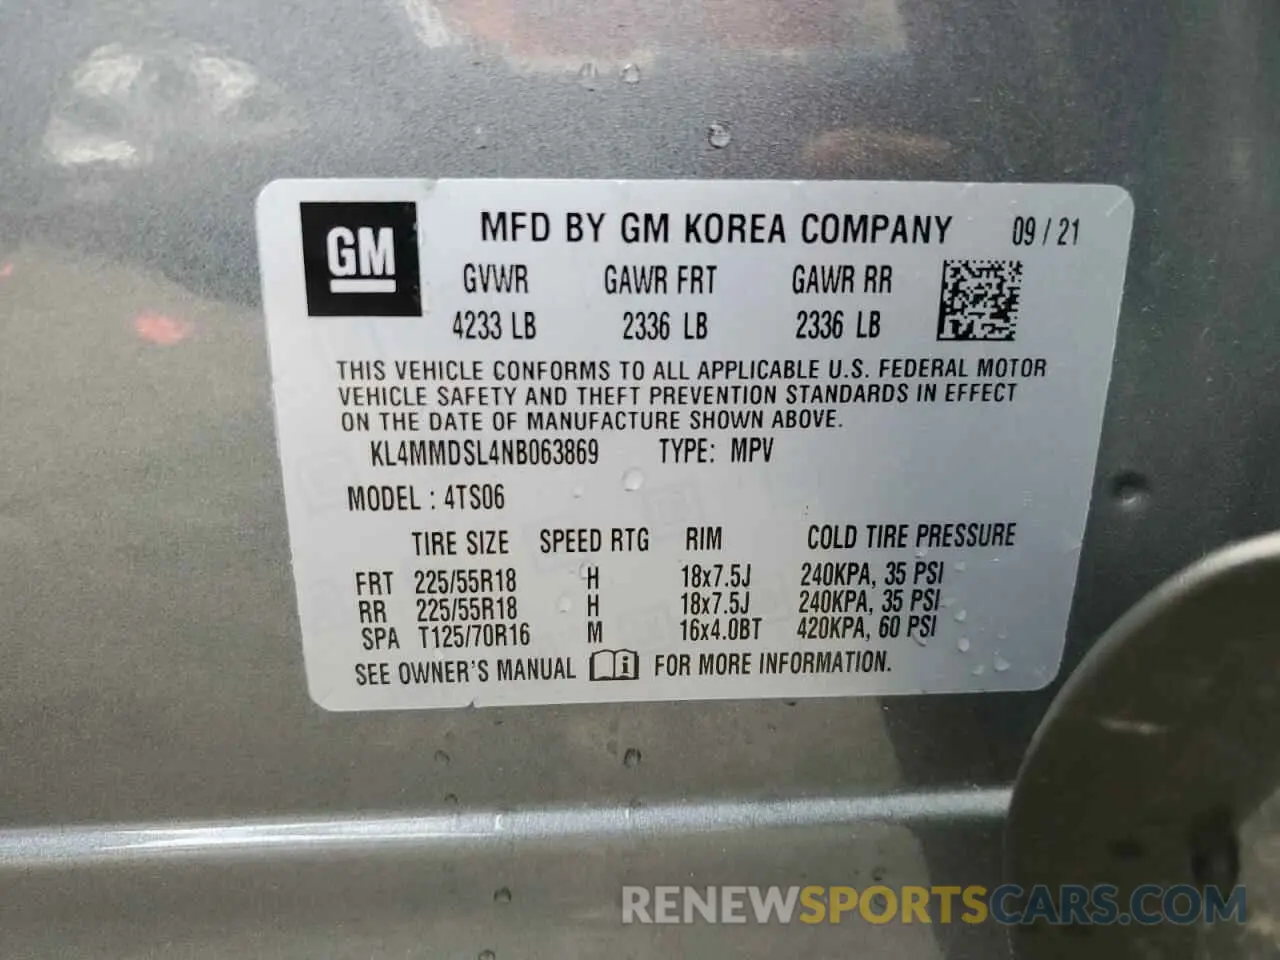 GM
MFD BY GM KOREA COMPANY 09 / 21
GVWR GAWR FRT GAWR RR
4233 LB 2336 LB 2336 LB
THIS VEHICLE CONFORMS TO ALL APPLICABLE U.S. FEDERAL MOTOR
VEHICLE SAFETY AND THEFT PREVENTION STANDARDS IN EFFECT
ON THE DATE OF MANUFACTURE SHOWN ABOVE.
KL4MMDSL4NB063869 TYPE: MPV
MODEL : 4TS06
TIRE SIZE SPEED RTG RIM COLD TIRE PRESSURE
FRT 225/55R18 H 18x7.5J 240KPA, 35 PSI
RR 225/55R18 H 18x7.5J 240KPA, 35 PSI
SPA T125/70R16 M 16x4.0BT 420KPA, 60 PSI
SEE OWNER'S MANUAL i FOR MORE INFORMATION.
RENEWSPORTSCARS.COM